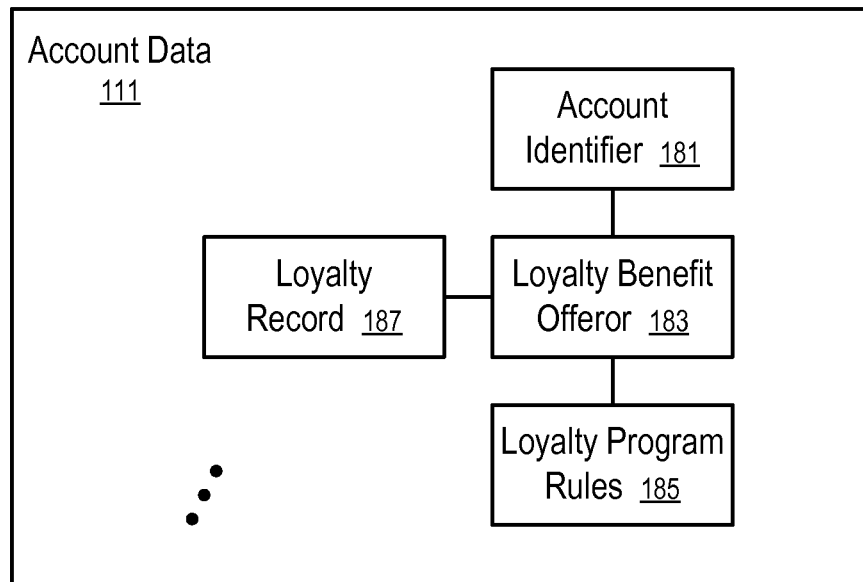 Account Data
111
Account
Identifier 181
Loyalty
Record 187
Loyalty Benefit
Offeror 183
Loyalty Program
Rules 185